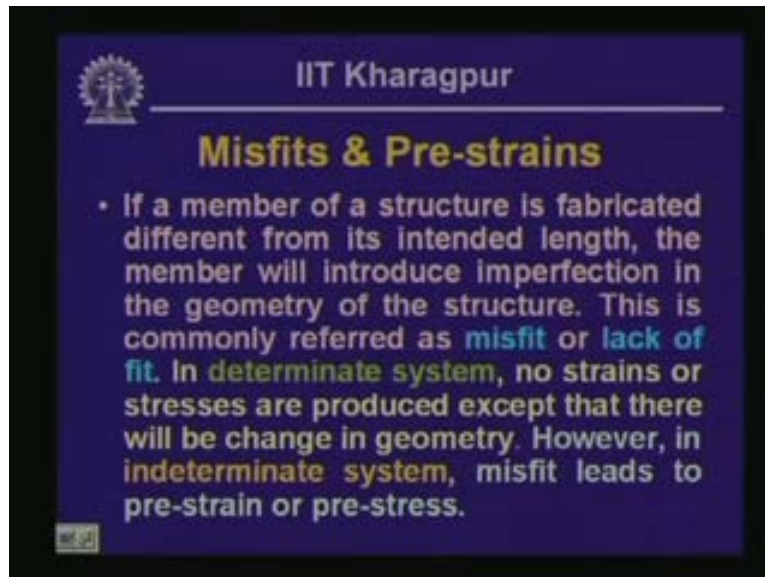 IIT Kharagpur
Misfits & Pre-strains
• If a member of a structure is fabricated
different from its intended length, the
member will introduce imperfection in
the geometry of the structure. This is
commonly referred as misfit or lack of
fit. In determinate system, no strains or
stresses are produced except that there
will be change in geometry. However, in
indeterminate system, misfit leads to
pre-strain or pre-stress.